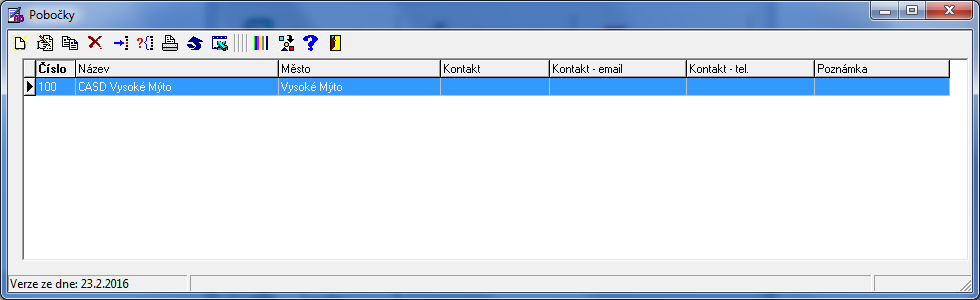 Pobočky
Číslo Název Město Kontakt Kontakt - email Kontakt - tel. Poznámka
100 CASD Vysoké Mýto Vysoké Mýto
Verze ze dne: 23.2.2016